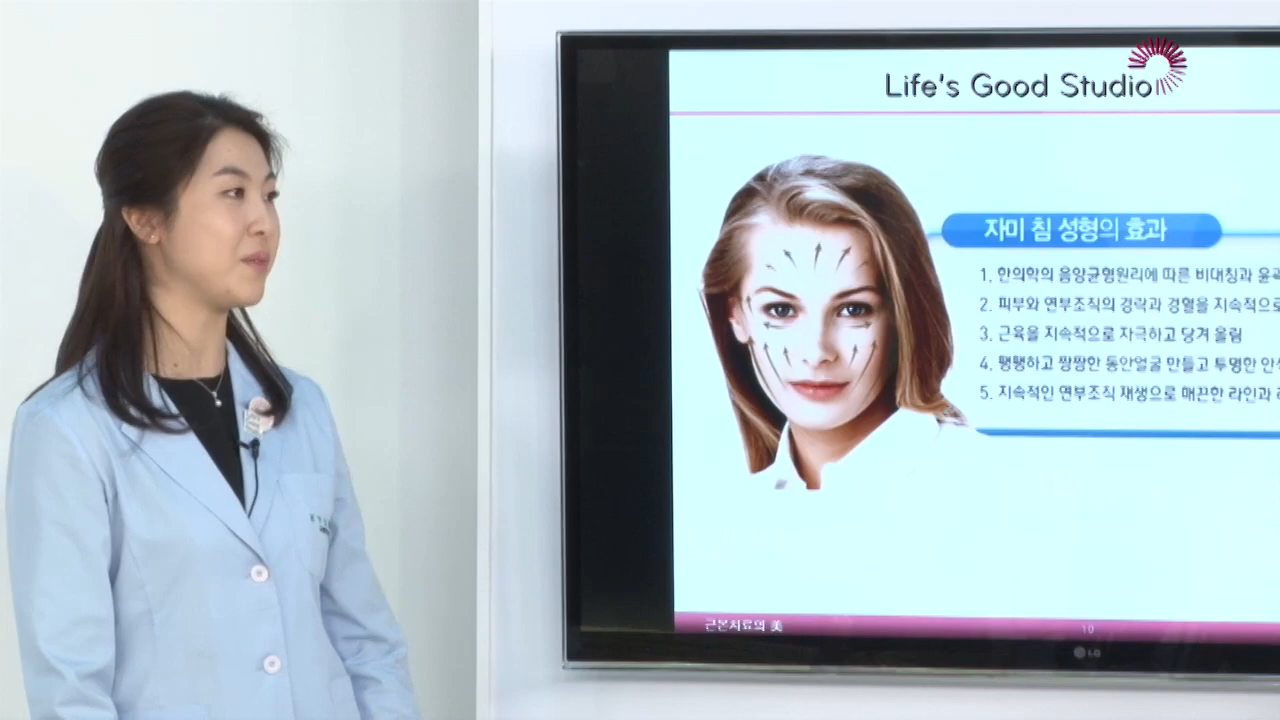 Life's Good Studio
자미 침 성형의 효과
1. 한의학의 음양균형원리에 따른 비대칭과 윤곽
2. 피부와 연부조직의 경락과 경혈을 지속적으로
3. 근육을 지속적으로 자극하고 당겨 올림
4. 탱탱하고 짱짱한 동안얼굴 만들고 투명한 안색
5. 지속적인 연부조직 재생으로 매끈한 라인과
근본치료의 美
10
LG